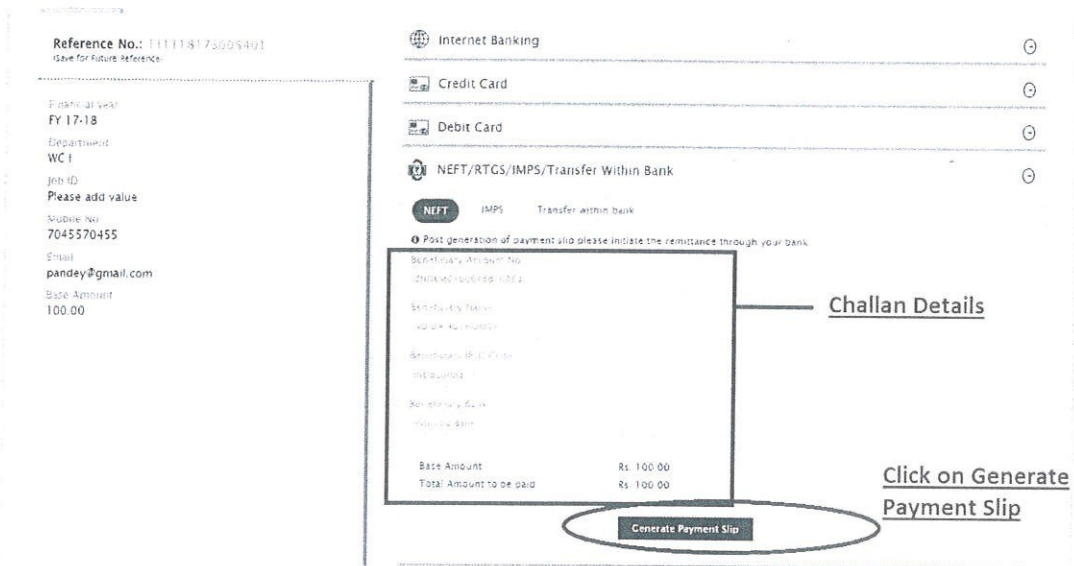 Reference No.:
(Save for Future Reference)
Financial year
FY 17-18
Department
WC I
Job ID
Please add value
Mobile No
7045570455
Email
pandey@gmail.com
Base Amount
100.00
Internet Banking
Credit Card
Debit Card
NEFT/RTGS/IMPS/Transfer Within Bank
NEFT IMPS Transfer within bank
Post generation of payment slip please initiate the remittance through your bank
Beneficiary Account No
Beneficiary Name
Beneficiary IFSC Code
Beneficiary Bank
Base Amount Rs. 100.00
Total Amount to be paid Rs. 100.00
Generate Payment Slip
Challan Details
Click on Generate
Payment Slip